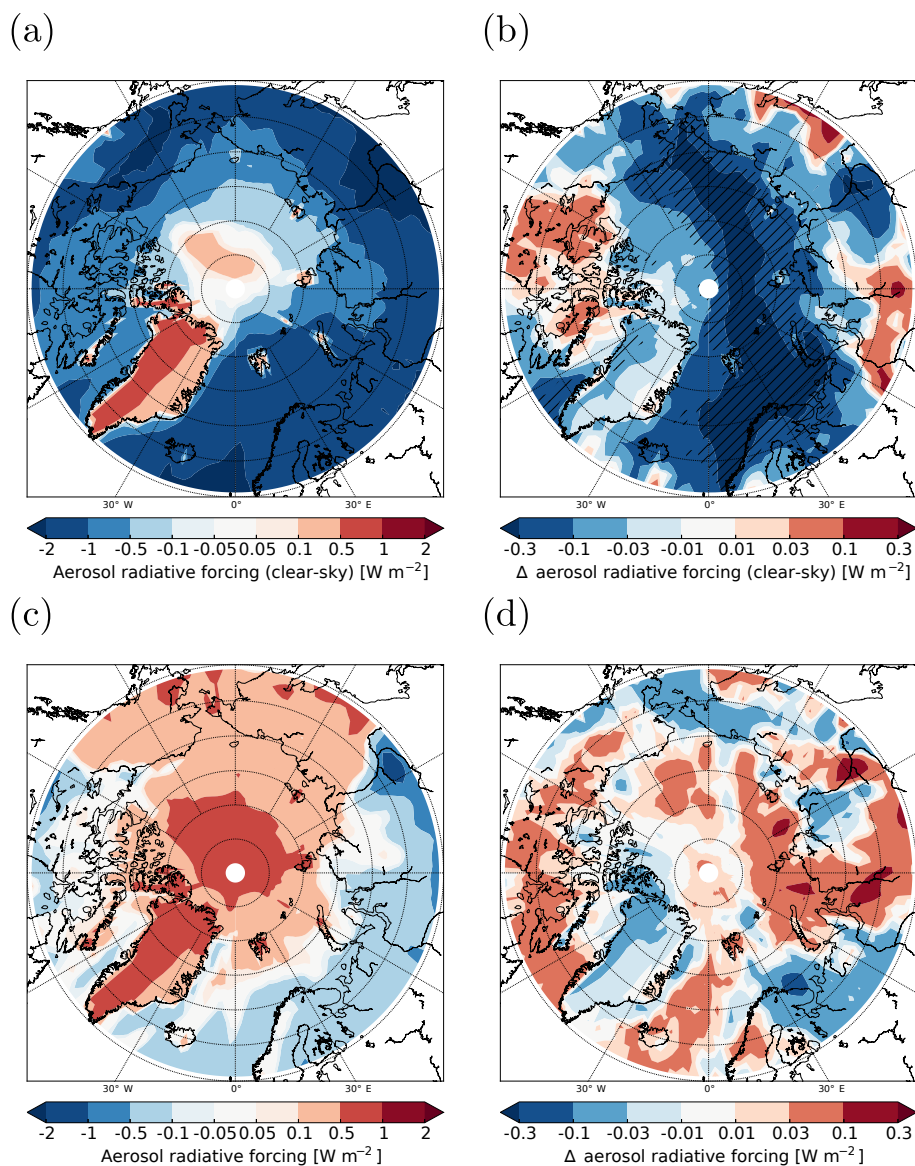 (a)
(b)
30° W 0° 30° E
30° W 0° 30° E
-2 -1 -0.5 -0.1 -0.05 0.05 0.1 0.5 1 2
Aerosol radiative forcing (clear-sky) [W m⁻²]
-0.3 -0.1 -0.03 -0.01 0.01 0.03 0.1 0.3
Δ aerosol radiative forcing (clear-sky) [W m⁻²]
(c)
(d)
30° W 0° 30° E
30° W 0° 30° E
-2 -1 -0.5 -0.1 -0.05 0.05 0.1 0.5 1 2
Aerosol radiative forcing [W m⁻²]
-0.3 -0.1 -0.03 -0.01 0.01 0.03 0.1 0.3
Δ aerosol radiative forcing [W m⁻²]